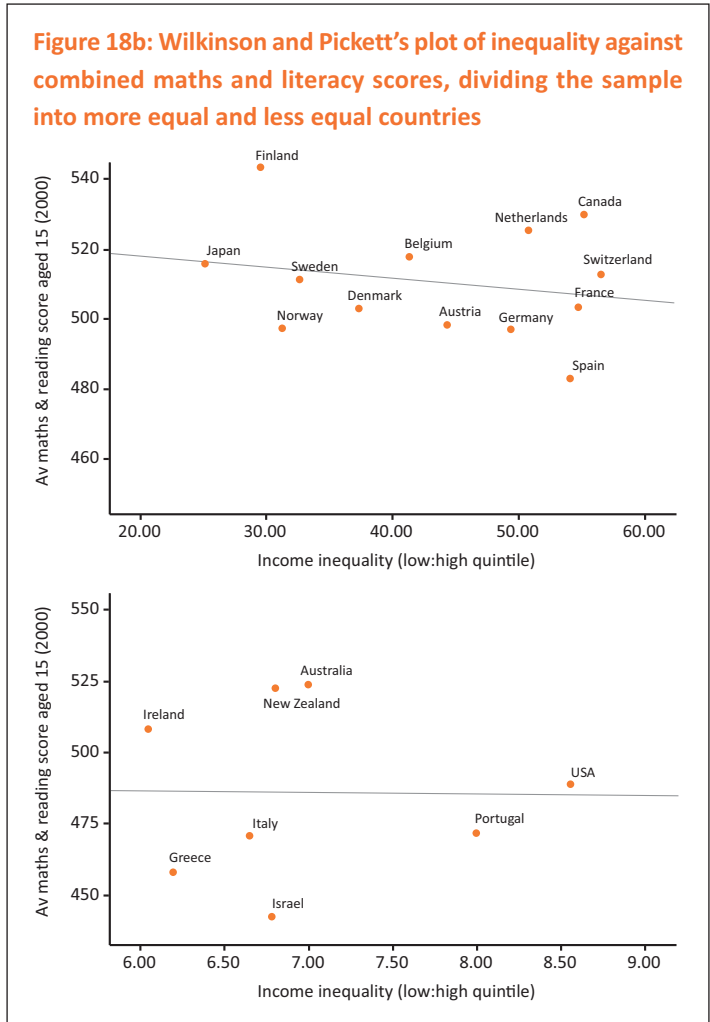 Figure 18b: Wilkinson and Pickett's plot of inequality against
combined maths and literacy scores, dividing the sample
into more equal and less equal countries
Av maths & reading score aged 15 (2000)
540
520
500
480
460
Finland
Canada
Netherlands
Belgium
Japan
Switzerland
Sweden
France
Denmark
Norway
Austria
Germany
Spain
20.00
30.00
40.00
50.00
60.00
Income inequality (low:high quintile)
Av maths & reading score aged 15 (2000)
550
525
500
475
450
Australia
New Zealand
Ireland
USA
Portugal
Italy
Greece
Israel
6.00
6.50
7.00
8.00
8.50
9.00
Income inequality (low:high quintile)